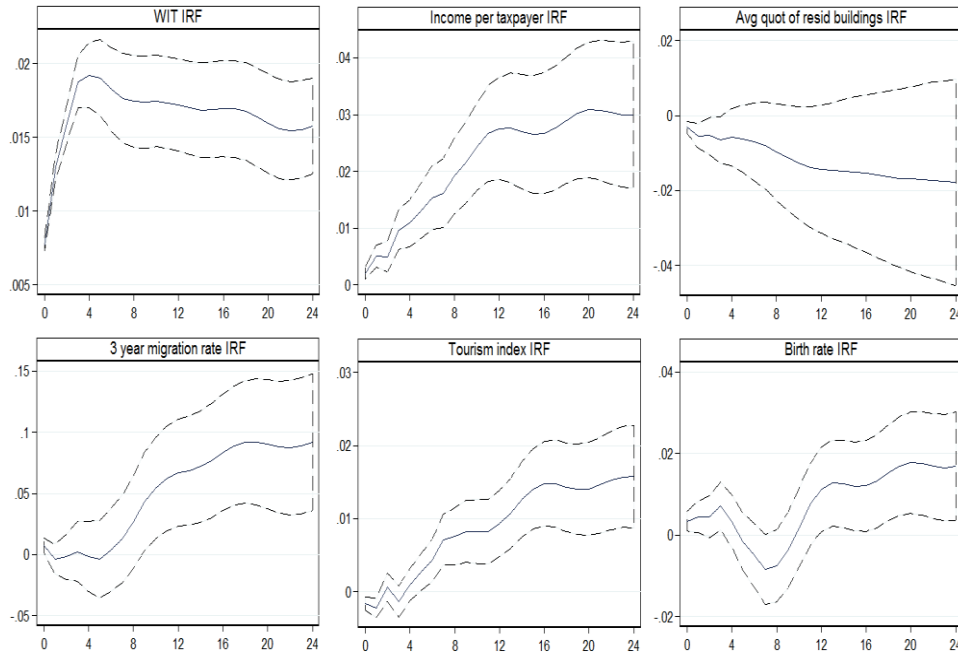 WIT IRF
.02
.015
.01
.005
0 4 8 12 16 20 24
Income per taxpayer IRF
.04
.03
.02
.01
0
0 4 8 12 16 20 24
Avg quot of resid buildings IRF
.02
0
-.02
-.04
0 4 8 12 16 20 24
3 year migration rate IRF
.15
.1
.05
0
-.05
0 4 8 12 16 20 24
Tourism index IRF
.03
.02
.01
0
0 4 8 12 16 20 24
Birth rate IRF
.04
.02
0
-.02
0 4 8 12 16 20 24